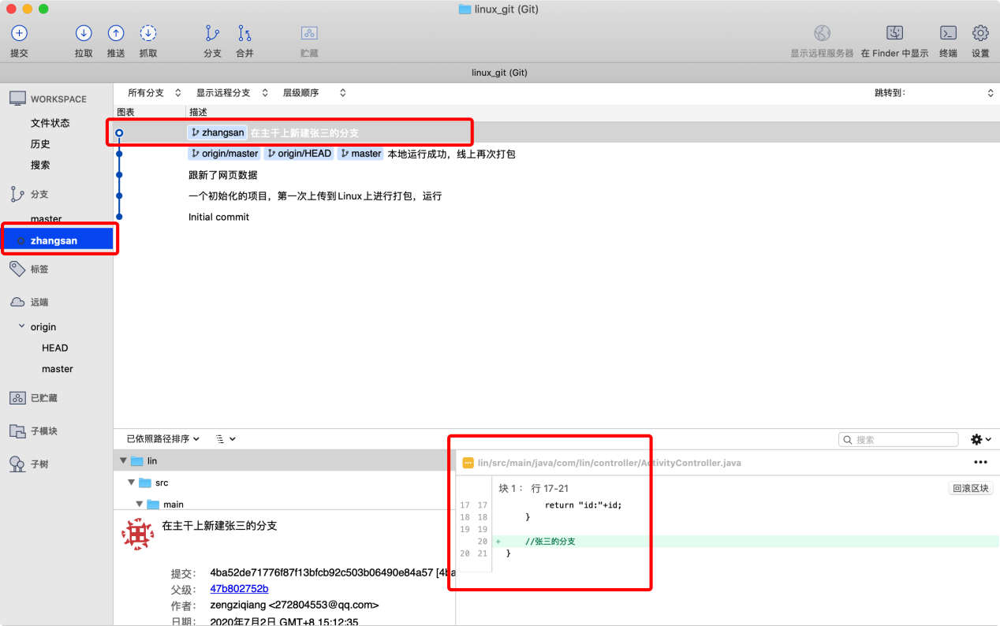 linux_git (Git)
提交 拉取 推送 抓取 分支 合并 贮藏 显示远程服务器 在 Finder 中显示 终端 设置
linux_git (Git)
WORKSPACE
文件状态
历史
搜索
分支
master
zhangsan
标签
远端
origin
HEAD
master
已贮藏
子模块
子树
所有分支 显示远程分支 层级顺序 跳转到:
图表 描述
zhangsan 在主干上新建张三的分支
origin/master origin/HEAD master 本地运行成功，线上再次打包
跟新了网页数据
一个初始化的项目，第一次上传到Linux上进行打包，运行
Initial commit
已依照路径排序 搜索
lin
src
main
在主干上新建张三的分支
提交: 4ba52de71776f87f13bfcb92c503b06490e84a57 [4ba
父级: 47b802752b
作者: zengziqiang <272804553@qq.com>
日期: 2020年7月2日 GMT+8 15:12:35
lin/src/main/java/com/lin/controller/ActivityController.java
块 1： 行 17-21 回滚区块
17 17 return "id:"+id;
18 18 }
19 19
20 + //张三的分支
20 21 }